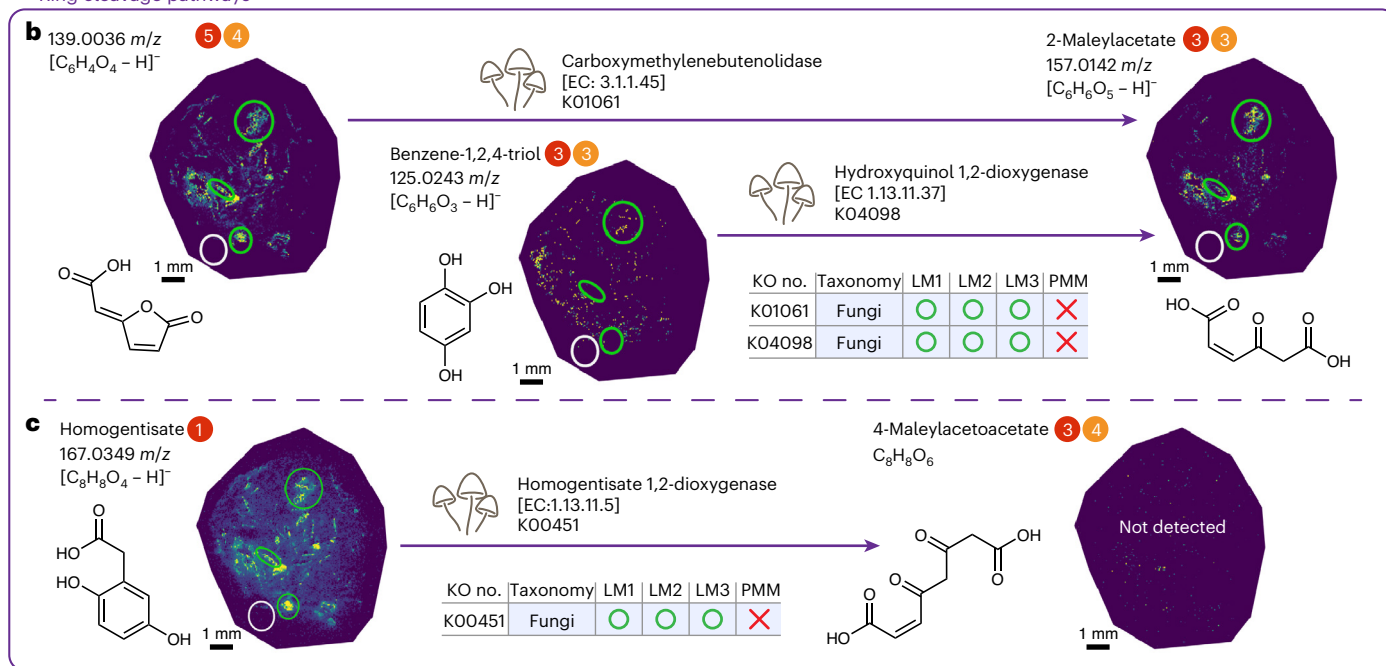 Ring cleavage pathways
b
139.0036 m/z
[C₆H₄O₄ – H]⁻
5 4
Carboxymethylenebutenolidase
[EC: 3.1.1.45]
K01061
2-Maleylacetate 3 3
157.0142 m/z
[C₆H₆O₅ – H]⁻
Benzene-1,2,4-triol 3 3
125.0243 m/z
[C₆H₆O₃ – H]⁻
Hydroxyquinol 1,2-dioxygenase
[EC 1.13.11.37]
K04098
1 mm
O OH
O O
1 mm
OH
OH
OH
KO no. Taxonomy LM1 LM2 LM3 PMM
K01061 Fungi
K04098 Fungi
1 mm
HO O O O
OH
c
Homogentisate 1
167.0349 m/z
[C₈H₈O₄ – H]⁻
Homogentisate 1,2-dioxygenase
[EC:1.13.11.5]
K00451
4-Maleylacetoacetate 3 4
C₈H₈O₆
Not detected
O
HO
HO
OH
1 mm
KO no. Taxonomy LM1 LM2 LM3 PMM
K00451 Fungi
O OH
O O
O
HO
1 mm